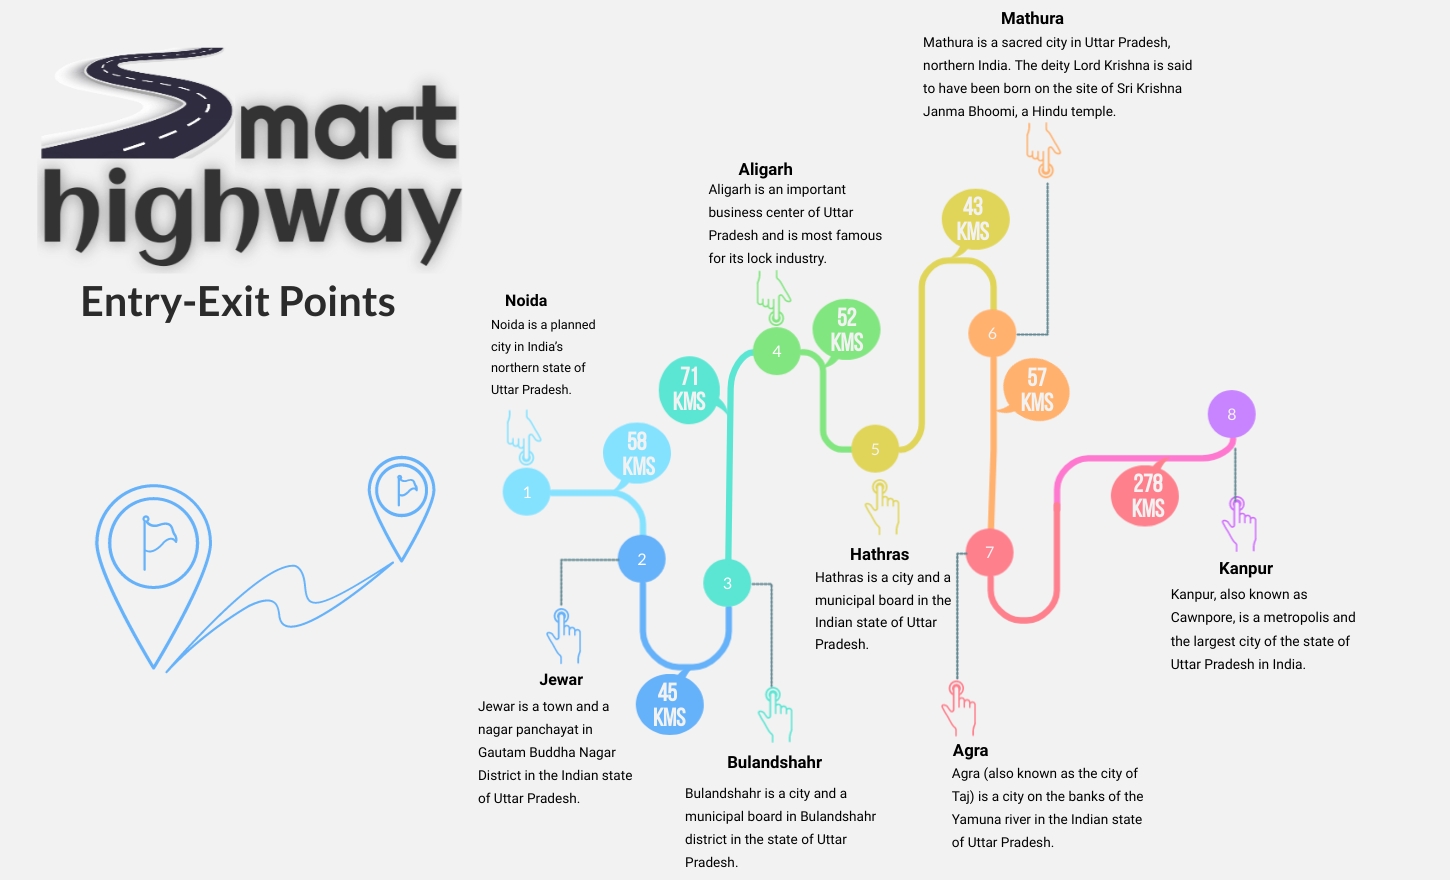 Smart
highway
Entry-Exit Points
Noida
Noida is a planned
city in India’s
northern state of
Uttar Pradesh.
1
58
KMS
2
Jewar
Jewar is a town and a
nagar panchayat in
Gautam Buddha Nagar
District in the Indian state
of Uttar Pradesh.
45
KMS
3
Bulandshahr
Bulandshahr is a city and a
municipal board in Bulandshahr
district in the state of Uttar
Pradesh.
71
KMS
Aligarh
Aligarh is an important
business center of Uttar
Pradesh and is most famous
for its lock industry.
4
52
KMS
5
Hathras
Hathras is a city and a
municipal board in the
Indian state of Uttar
Pradesh.
43
KMS
Mathura
Mathura is a sacred city in Uttar Pradesh,
northern India. The deity Lord Krishna is said
to have been born on the site of Sri Krishna
Janma Bhoomi, a Hindu temple.
6
57
KMS
7
Agra
Agra (also known as the city of
Taj) is a city on the banks of the
Yamuna river in the Indian state
of Uttar Pradesh.
278
KMS
8
Kanpur
Kanpur, also known as
Cawnpore, is a metropolis and
the largest city of the state of
Uttar Pradesh in India.